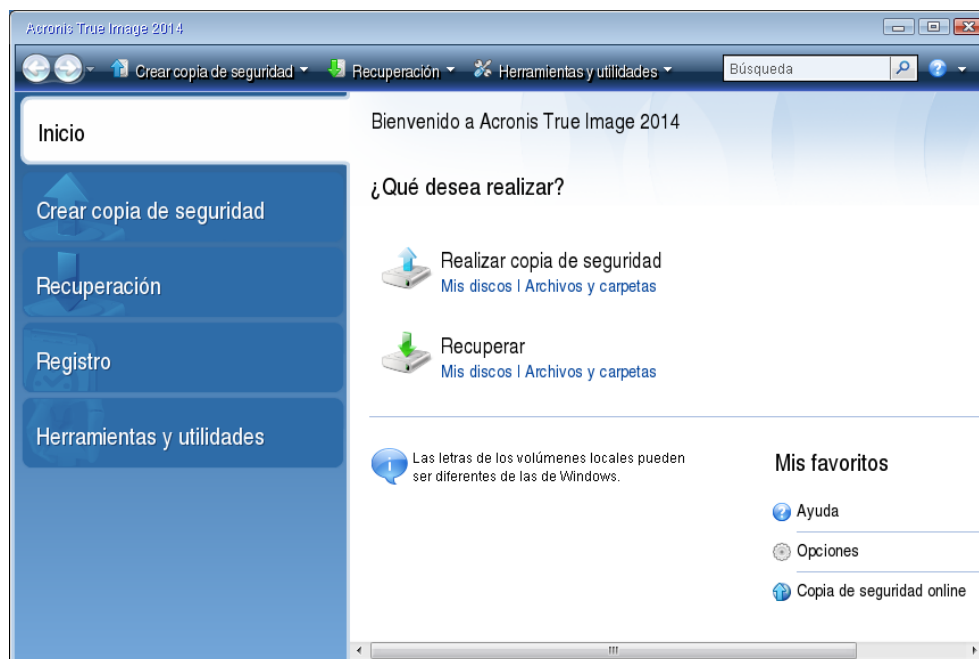 Acronis True Image 2014
Crear copia de seguridad
Recuperación
Herramientas y utilidades
Búsqueda
Inicio
Crear copia de seguridad
Recuperación
Registro
Herramientas y utilidades
Bienvenido a Acronis True Image 2014
¿Qué desea realizar?
Realizar copia de seguridad
Mis discos | Archivos y carpetas
Recuperar
Mis discos | Archivos y carpetas
Las letras de los volúmenes locales pueden
ser diferentes de las de Windows.
Mis favoritos
Ayuda
Opciones
Copia de seguridad online